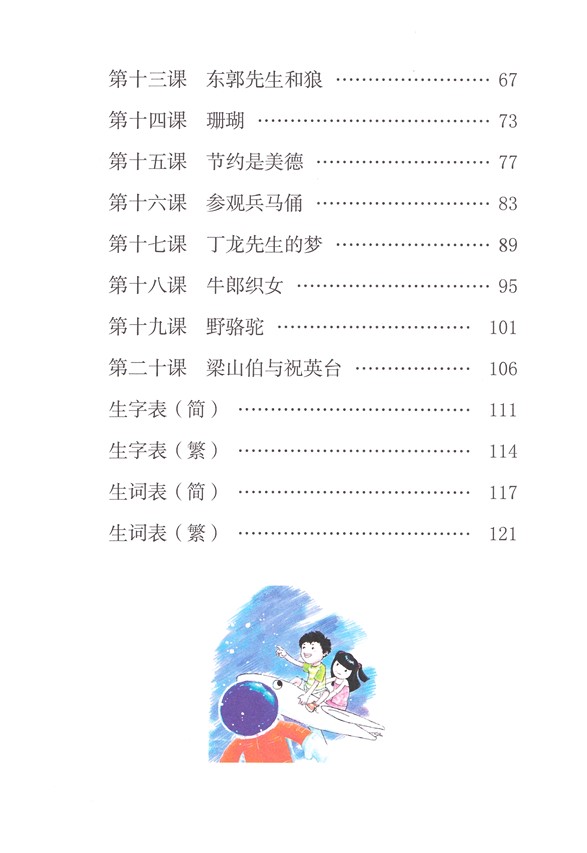 第十三课 东郭先生和狼 …………………… 67
第十四课 珊瑚 ……………………………… 73
第十五课 节约是美德 ……………………… 77
第十六课 参观兵马俑 ……………………… 83
第十七课 丁龙先生的梦 …………………… 89
第十八课 牛郎织女 ………………………… 95
第十九课 野骆驼 ………………………… 101
第二十课 梁山伯与祝英台 ……………… 106
生字表（简） ……………………………… 111
生字表（繁） ……………………………… 114
生词表（简） ……………………………… 117
生词表（繁） ……………………………… 121